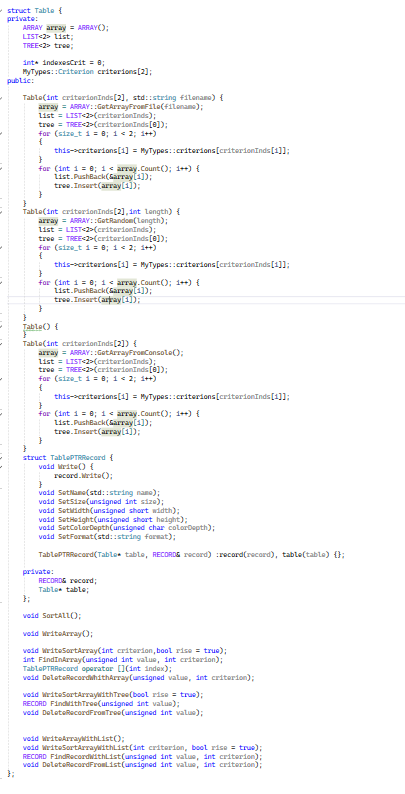 struct Table {
private:
ARRAY array = ARRAY();
LIST<2> list;
TREE<2> tree;
int* indexesCrit = 0;
MyTypes::Criterion criterions[2];
public:
Table(int criterionInds[2], std::string filename) {
array = ARRAY::GetArrayFromFile(filename);
list = LIST<2>(criterionInds);
tree = TREE<2>(criterionInds[0]);
for (size_t i = 0; i < 2; i++)
{
this->criterions[i] = MyTypes::criterions[criterionInds[i]];
}
for (int i = 0; i < array.Count(); i++) {
list.PushBack(&array[i]);
tree.Insert(array[i]);
}
}
Table(int criterionInds[2],int length) {
array = ARRAY::GetRandom(length);
list = LIST<2>(criterionInds);
tree = TREE<2>(criterionInds[0]);
for (size_t i = 0; i < 2; i++)
{
this->criterions[i] = MyTypes::criterions[criterionInds[i]];
}
for (int i = 0; i < array.Count(); i++) {
list.PushBack(&array[i]);
tree.Insert(array[i]);
}
}
Table() {
}
Table(int criterionInds[2]) {
array = ARRAY::GetArrayFromConsole();
list = LIST<2>(criterionInds);
tree = TREE<2>(criterionInds[0]);
for (size_t i = 0; i < 2; i++)
{
this->criterions[i] = MyTypes::criterions[criterionInds[i]];
}
for (int i = 0; i < array.Count(); i++) {
list.PushBack(&array[i]);
tree.Insert(array[i]);
}
}
struct TablePTRRecord {
void Write() {
record.Write();
}
void SetName(std::string name);
void SetSize(unsigned int size);
void SetWidth(unsigned short width);
void SetHeight(unsigned short height);
void SetColorDepth(unsigned char colorDepth);
void SetFormat(std::string format);
TablePTRRecord(Table* table, RECORD& record) :record(record), table(table) {};
private:
RECORD& record;
Table* table;
};
void SortAll();
void WriteArray();
void WriteSortArray(int criterion,bool rise = true);
int FindInArray(unsigned int value, int criterion);
TablePTRRecord operator [](int index);
void DeleteRecordWhithArray(unsigned int value, int criterion);
void WriteSortArrayWithTree(bool rise = true);
RECORD FindWithTree(unsigned int value);
void DeleteRecordFromTree(unsigned int value);
void WriteArrayWithList();
void WriteSortArrayWithList(int criterion, bool rise = true);
RECORD FindRecordWithList(unsigned int value, int criterion);
void DeleteRecordFromList(unsigned int value, int criterion);
};